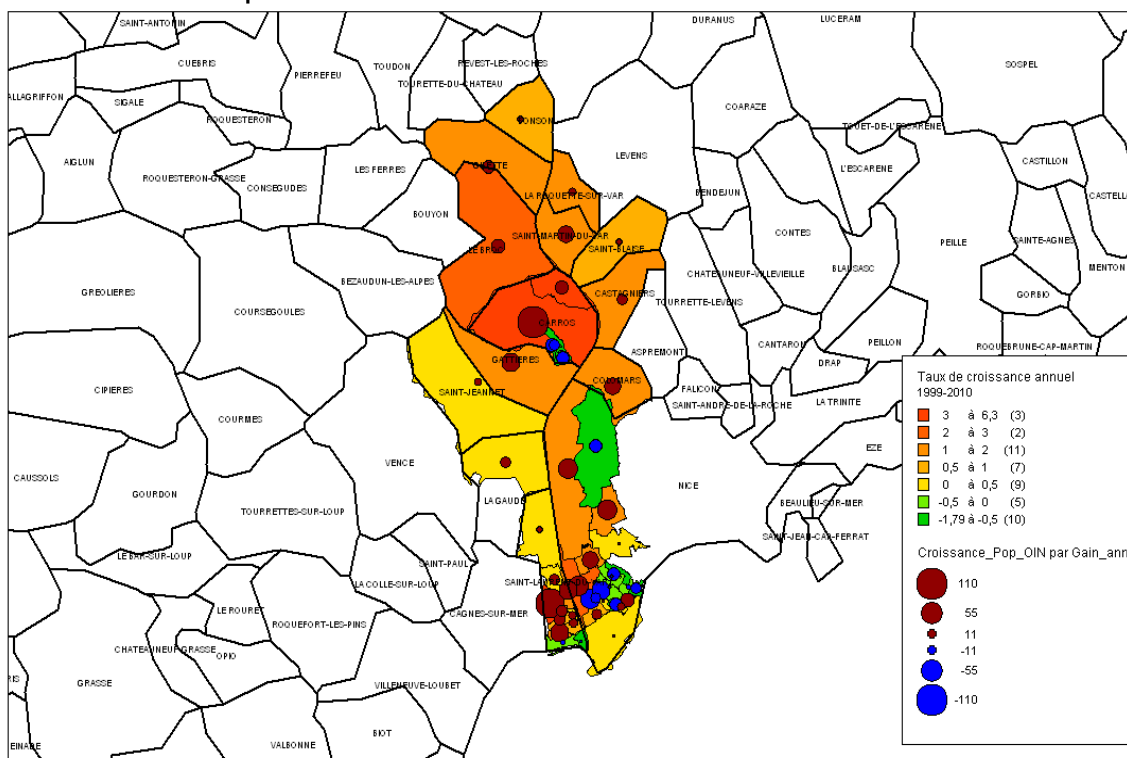 SAINT-ANTONIN
DURANUS
LUCERAM
CUEBRIS
TOUDON
REVEST-LES-ROCHES
SOSPEL
PIERREFEU
TOURETTE-DU-CHATEAU
ALLAGRIFFON
SIGALE
COARAZE
ROQUESTERON
TOUET-DE-L'ESCARENE
LEVENS
AIGLUN
LES FERRES
L'ESCARENE
CASTILLON
ROQUESTERON-GRASSE
CONSEGUDES
LA ROQUETTE-SUR-VAR
BENDEJUN
CASTELL
BOUYON
CONTES
SAINT-BLAISE
PEILLE
SAINTE-AGNES
LE BROC
BLAUSASC
MENTON
BEZAUDUN-LES-ALPES
CHATEAUNEUF-VILLEVIEILLE
GREOLIERES
CASTAGNIERS
GORBIO
TOURRETTE-LEVENS
COURSEGOULES
CARROS
PEILLON
CANTARON
ROQUEBRUNE-CAP-MARTIN
ASPREMONT
GATTIERES
DRAP
COLOMARS
FALICON
CIPIERES
SAINT-JEANNET
LA TRINITE
SAINT-ANDRE-DE-LA-ROCHE
COURMES
EZE
VENCE
CAUSSOLS
NICE
GOURDON
LA GAUDE
BEAULIEU-SUR-MER
TOURRETTES-SUR-LOUP
SAINT-JEAN-CAP-FERRAT
LE BAR-SUR-LOUP
SAINT-PAUL
LA COLLE-SUR-LOUP
LE ROURET
CAGNES-SUR-MER
ROQUEFORT-LES-PINS
CHATEAUNEUF-GRASSE
OPIO
GRASSE
VILLENEUVE-LOUBET
BIOT
VALBONNE
Taux de croissance annuel
1999-2010
3 à 6,3 (3)
2 à 3 (2)
1 à 2 (11)
0,5 à 1 (7)
0 à 0,5 (9)
-0,5 à 0 (5)
-1,79 à -0,5 (10)
Croissance_Pop_OIN par Gain_ann
110
55
11
-11
-55
-110